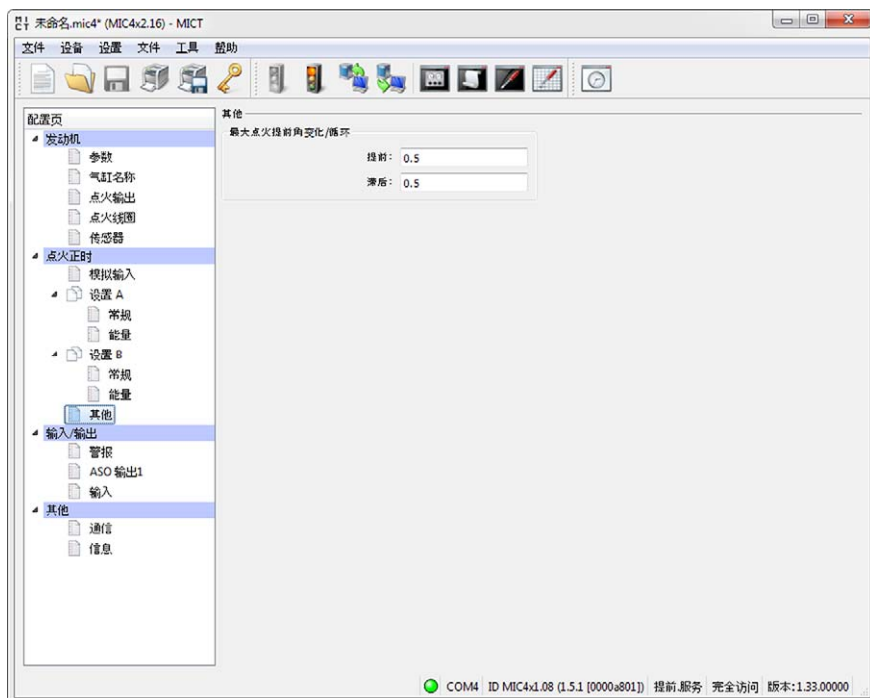 未命名.mic4* (MIC4x2.16) - MICT
文件 设备 设置 文件 工具 帮助
配置页
发动机
参数
气缸名称
点火输出
点火线圈
传感器
点火正时
模拟输入
设置 A
常规
能量
设置 B
常规
能量
其他
输入/输出
警报
ASO 输出1
输入
其他
通信
信息
其他
最大点火提前角变化/循环
提前: 0.5
滞后: 0.5
COM4 ID MIC4x1.08 (1.5.1 [0000a801]) 提前.服务 完全访问 版本:1.33.00000